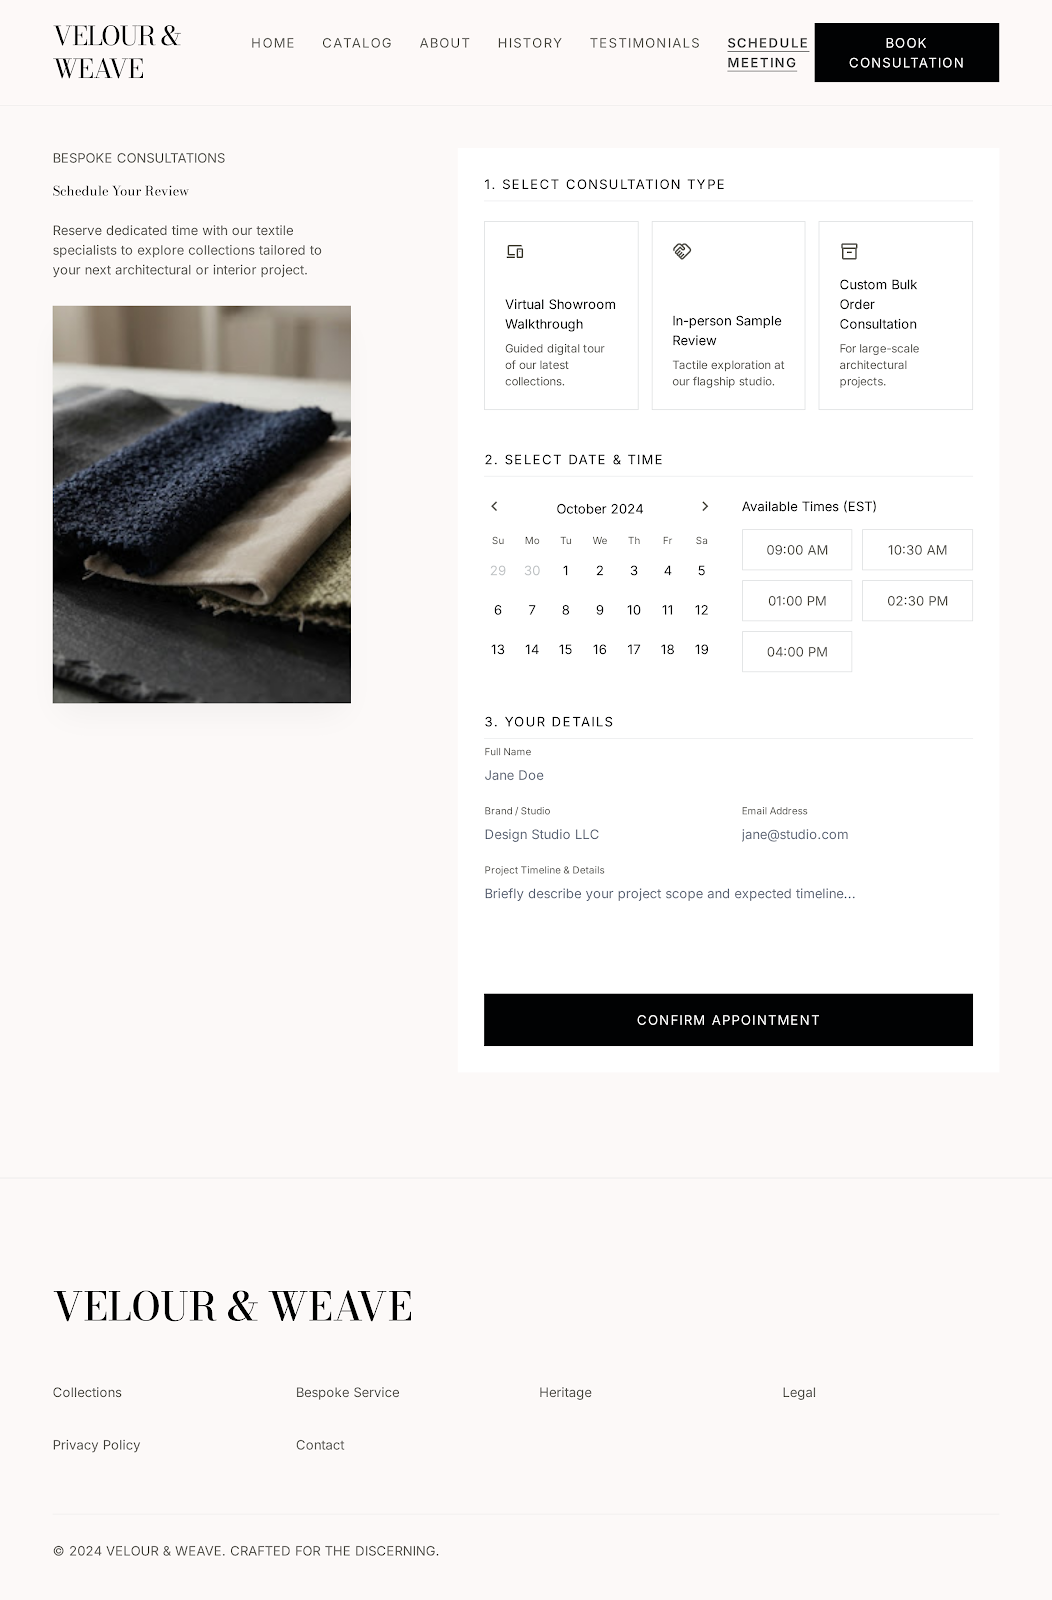 VELOUR &
WEAVE
HOME
CATALOG
ABOUT
HISTORY
TESTIMONIALS
SCHEDULE
MEETING
BOOK
CONSULTATION
BESPOKE CONSULTATIONS
Schedule Your Review
Reserve dedicated time with our textile
specialists to explore collections tailored to
your next architectural or interior project.
1. SELECT CONSULTATION TYPE
Virtual Showroom
Walkthrough
Guided digital tour
of our latest
collections.
In-person Sample
Review
Tactile exploration at
our flagship studio.
Custom Bulk
Order
Consultation
For large-scale
architectural
projects.
2. SELECT DATE & TIME
October 2024
Su Mo Tu We Th Fr Sa
29 30 1 2 3 4 5
6 7 8 9 10 11 12
13 14 15 16 17 18 19
Available Times (EST)
09:00 AM
10:30 AM
01:00 PM
02:30 PM
04:00 PM
3. YOUR DETAILS
Full Name
Jane Doe
Brand / Studio
Design Studio LLC
Email Address
jane@studio.com
Project Timeline & Details
Briefly describe your project scope and expected timeline...
CONFIRM APPOINTMENT
VELOUR & WEAVE
Collections
Bespoke Service
Heritage
Legal
Privacy Policy
Contact
© 2024 VELOUR & WEAVE. CRAFTED FOR THE DISCERNING.